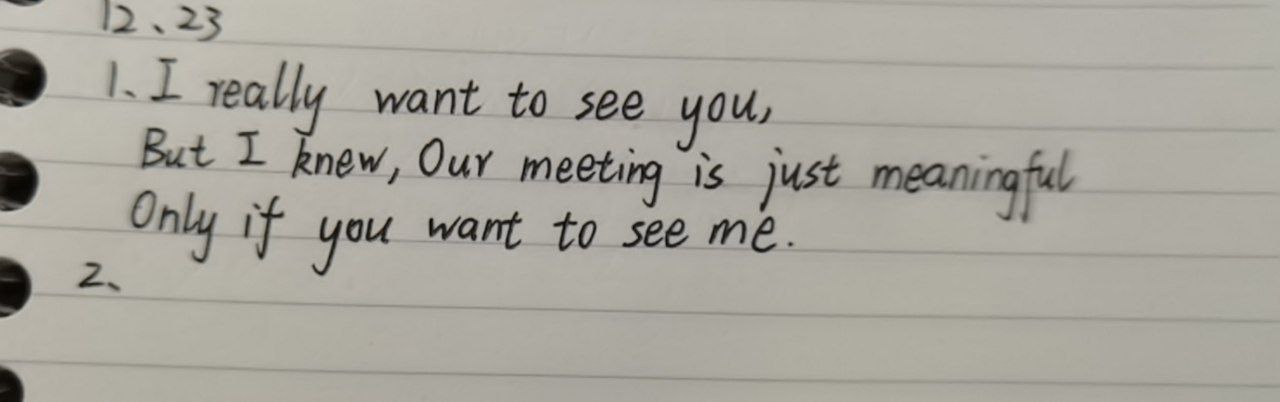 12、23
1、I really want to see you,
But I knew, Our meeting is just meaningful
Only if you want to see me.
2、